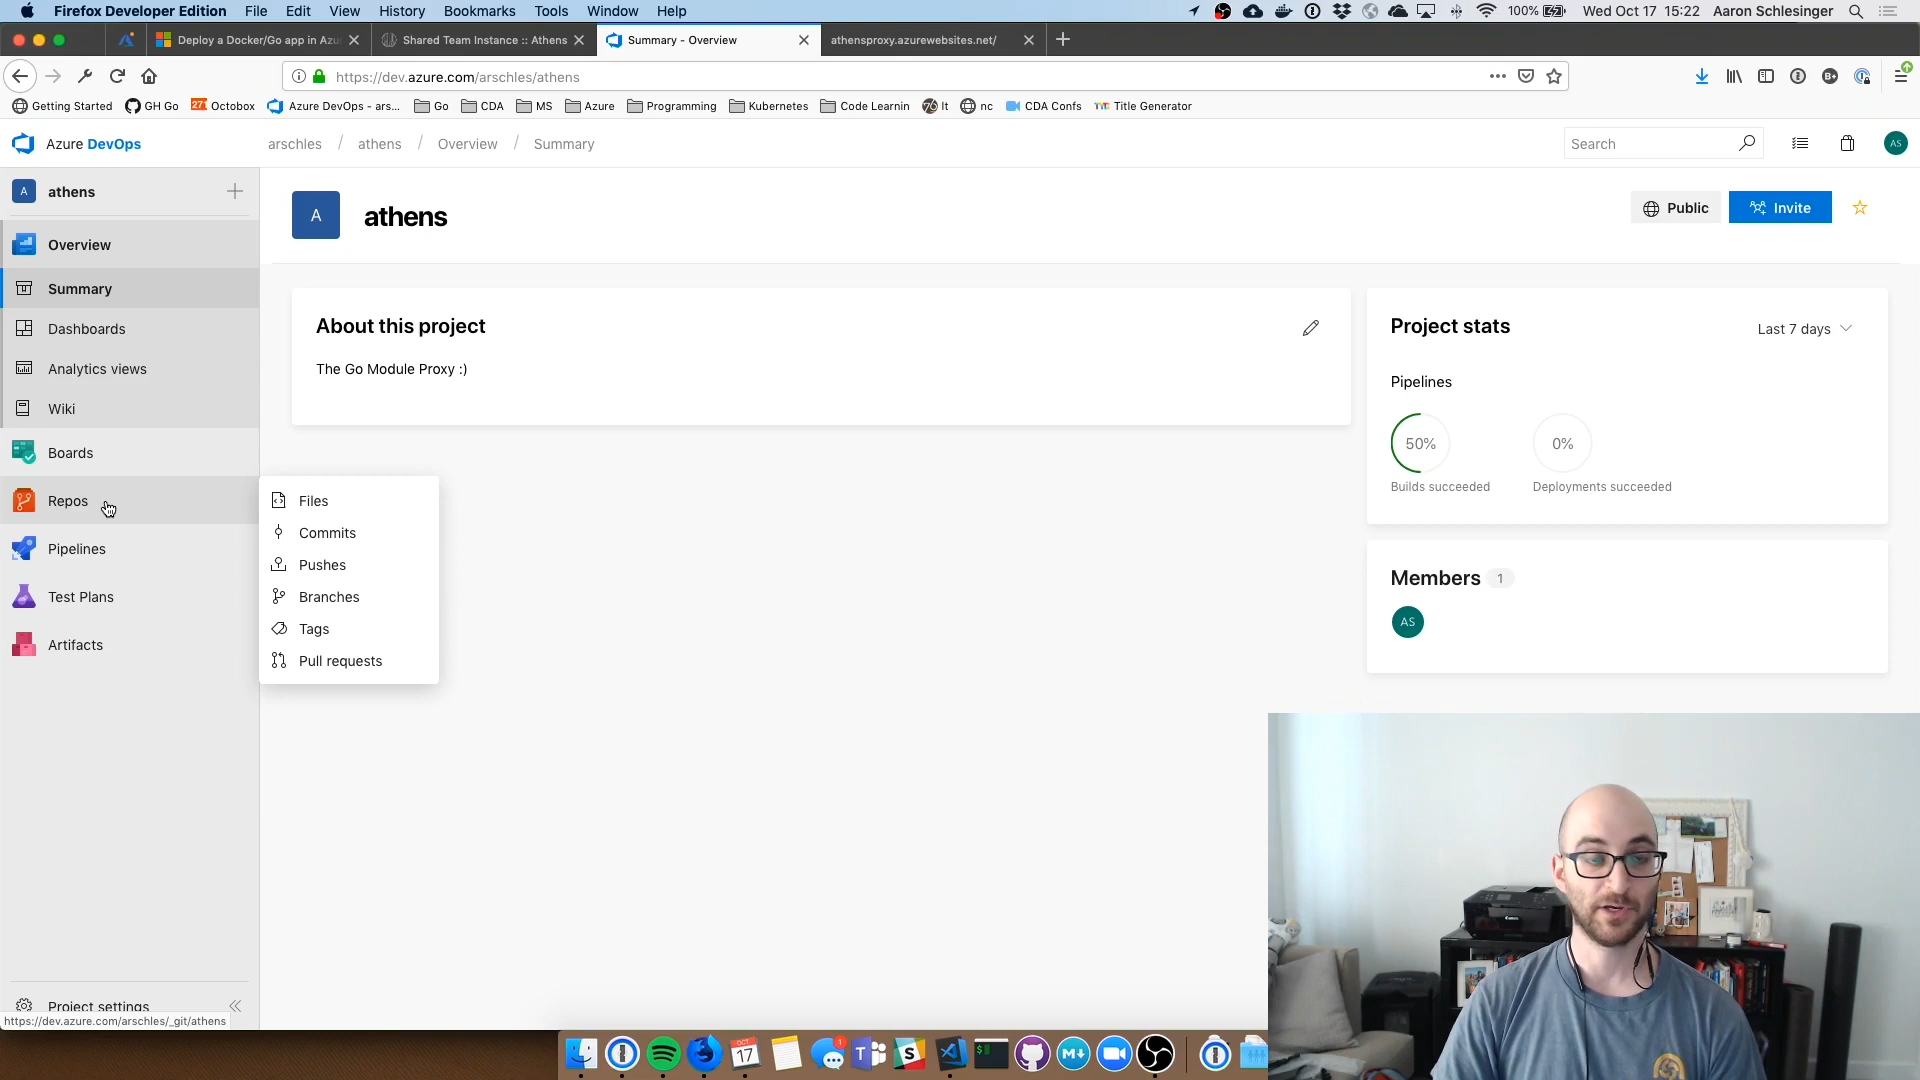 Firefox Developer Edition File Edit View History Bookmarks Tools Window Help 100% Wed Oct 17 15:22 Aaron Schlesinger
Deploy a Docker/Go app in Azu Shared Team Instance :: Athens Summary - Overview athensproxy.azurewebsites.net/
https://dev.azure.com/arschles/athens
Getting Started GH Go 271 Octobox Azure DevOps - ars... Go CDA MS Azure Programming Kubernetes Code Learnin It nc CDA Confs Title Generator
Azure DevOps arschles / athens / Overview / Summary Search AS
A athens
A athens Public Invite
Overview
Summary
Dashboards
Analytics views
Wiki
Boards
Repos
Pipelines
Test Plans
Artifacts
Files
Commits
Pushes
Branches
Tags
Pull requests
About this project
The Go Module Proxy :)
Project stats Last 7 days
Pipelines
50% 0%
Builds succeeded Deployments succeeded
Members 1
AS
Project settings
https://dev.azure.com/arschles/_git/athens
OCT
17
1